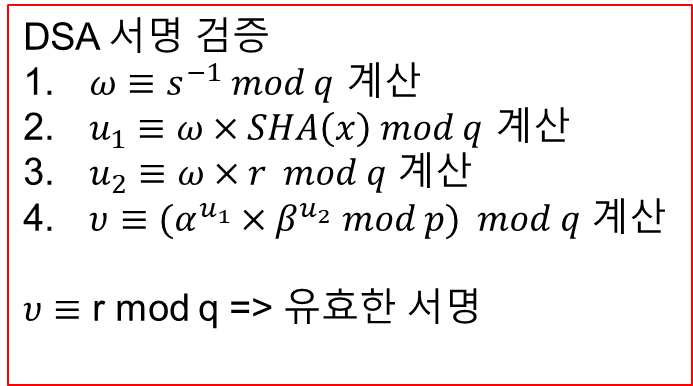 DSA 서명 검증
1. ω ≡ s⁻¹ mod q 계산
2. u₁ ≡ ω × SHA(x) mod q 계산
3. u₂ ≡ ω × r mod q 계산
4. υ ≡ (α^{u₁} × β^{u₂} mod p) mod q 계산
υ ≡ r mod q => 유효한 서명